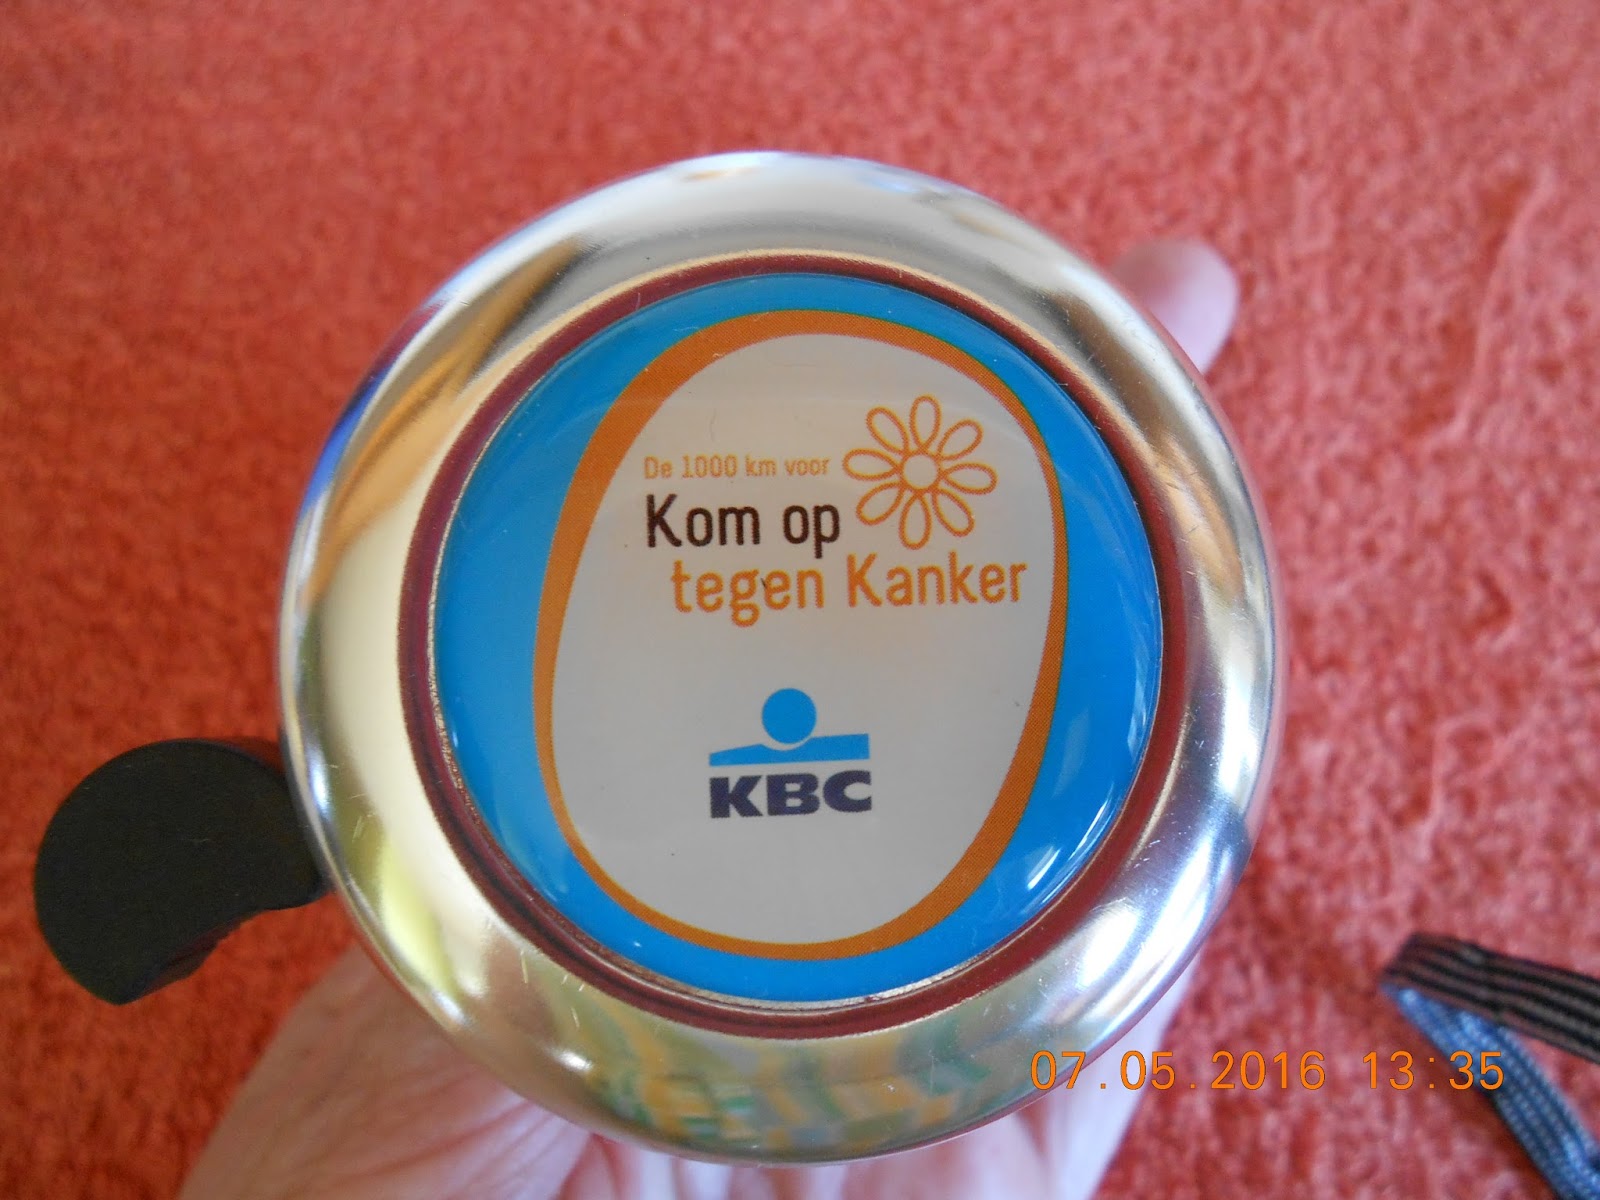 De 1000 km voor
Kom op
tegen Kanker
KBC
07.05.2016 13:35